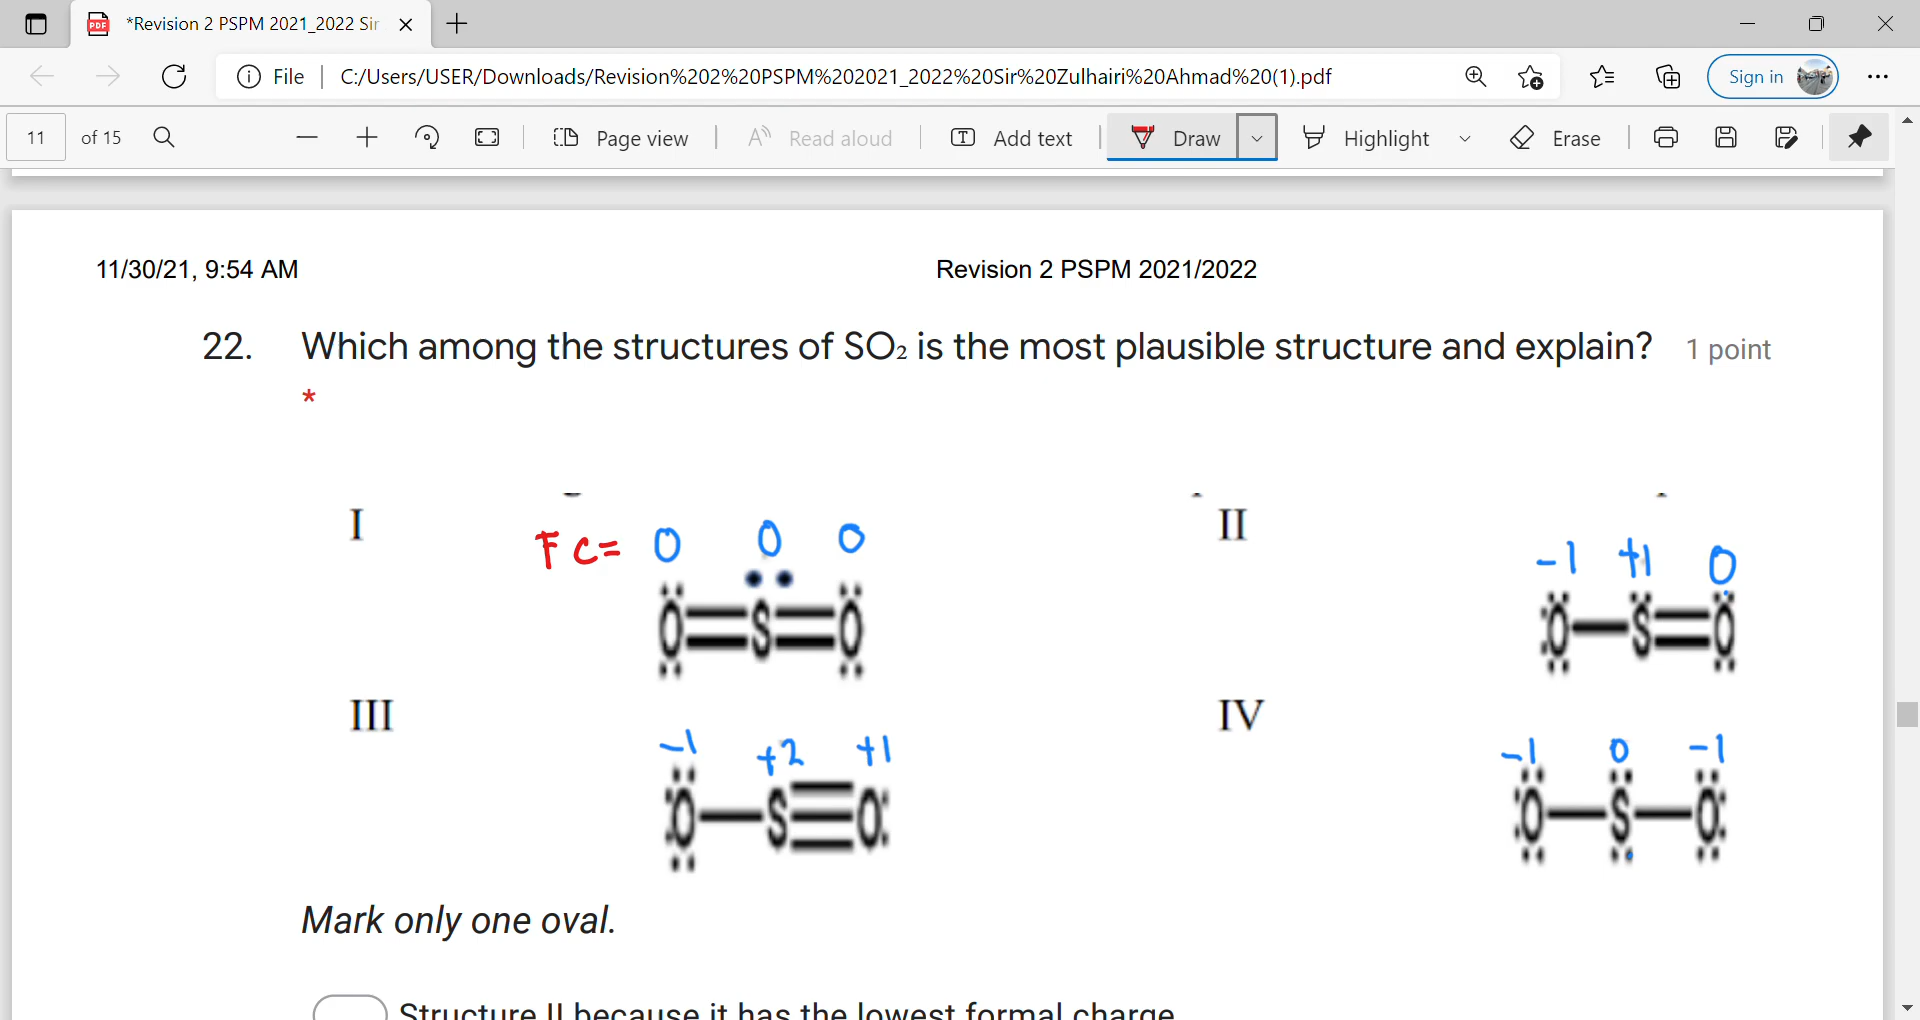 *Revision 2 PSPM 2021_2022 Sir
File C:/Users/USER/Downloads/Revision%202%20PSPM%202021_2022%20Sir%20Zulhairi%20Ahmad%20(1).pdf Sign in
11 of 15 Page view Read aloud Add text Draw Highlight Erase
11/30/21, 9:54 AM Revision 2 PSPM 2021/2022
22. Which among the structures of SO₂ is the most plausible structure and explain? 1 point
*
I II
FC= 0 0 0 -1 +1 0
O=S=O O-S=O
III IV
-1 +2 +1 -1 0 -1
O-S≡O O-S-O
Mark only one oval.
Structure II because it has the lowest formal charge